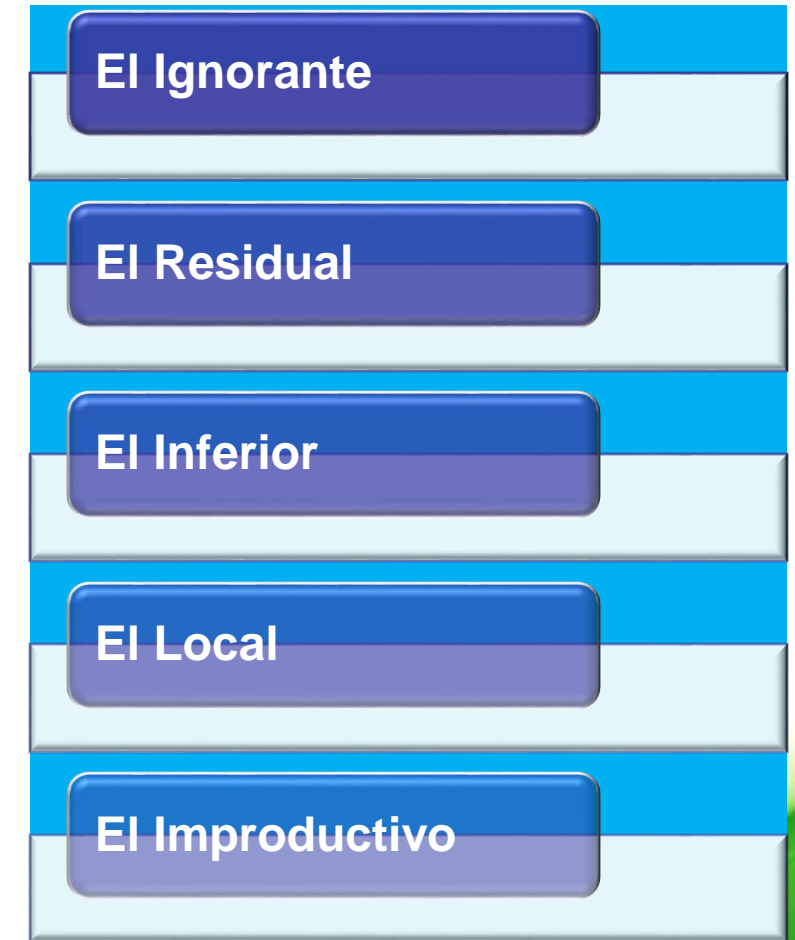 El Ignorante
El Residual
El Inferior
El Local
El Improductivo